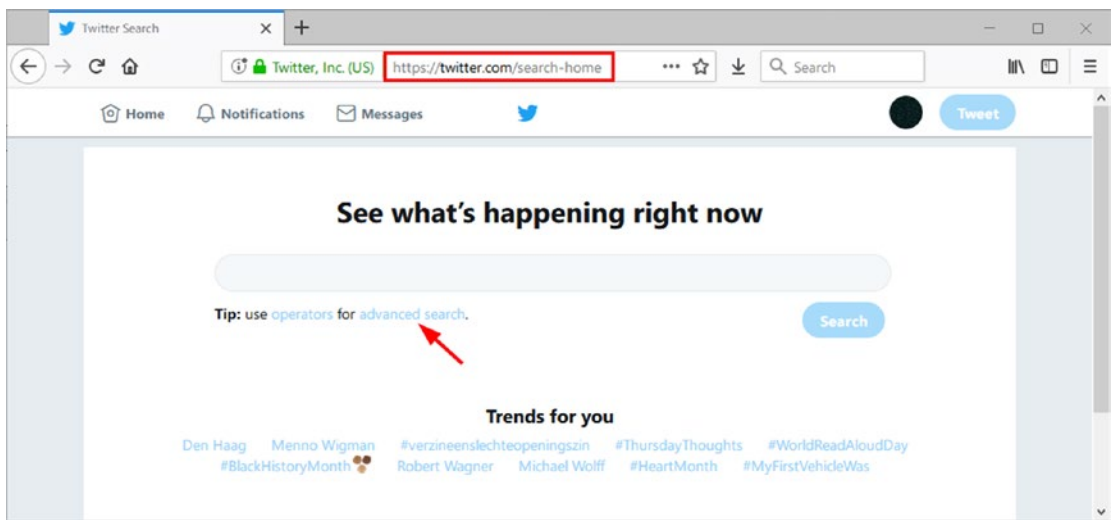 Twitter Search
Twitter, Inc. (US) https://twitter.com/search-home Search
Home Notifications Messages Tweet
See what's happening right now
Tip: use operators for advanced search.
Search
Trends for you
Den Haag Menno Wigman #verzineenslechteopeningszin #ThursdayThoughts #WorldReadAloudDay
#BlackHistoryMonth Robert Wagner Michael Wolff #HeartMonth #MyFirstVehicleWas